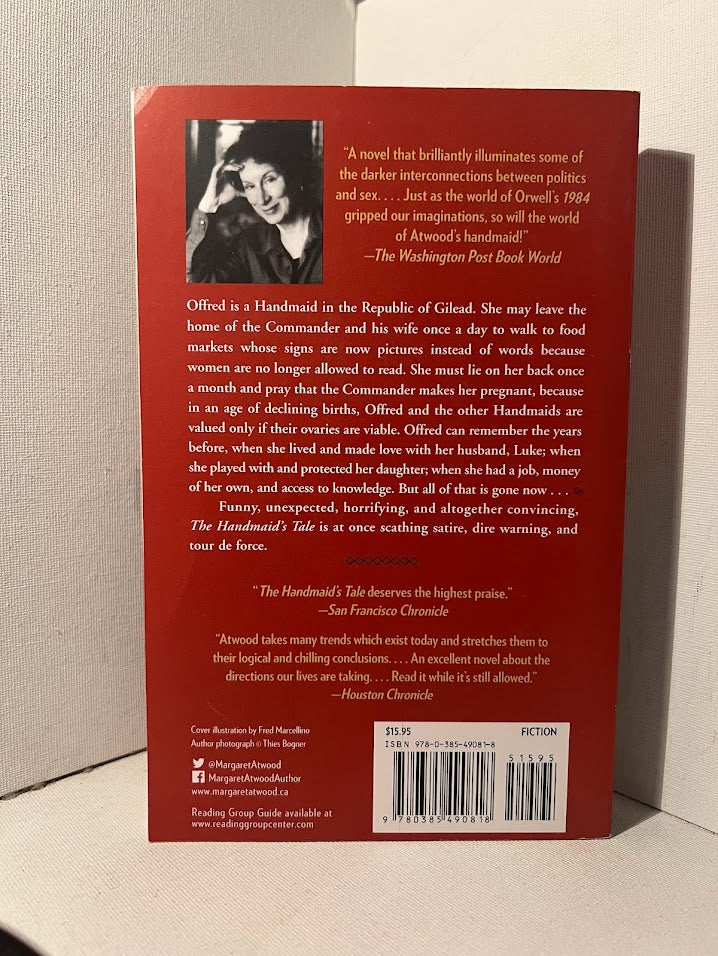 “A novel that brilliantly illuminates some of
the darker interconnections between politics
and sex. . . . Just as the world of Orwell’s 1984
gripped our imaginations, so will the world
of Atwood’s handmaid!”
—The Washington Post Book World
Offred is a Handmaid in the Republic of Gilead. She may leave the
home of the Commander and his wife once a day to walk to food
markets whose signs are now pictures instead of words because
women are no longer allowed to read. She must lie on her back once
a month and pray that the Commander makes her pregnant, because
in an age of declining births, Offred and the other Handmaids are
valued only if their ovaries are viable. Offred can remember the years
before, when she lived and made love with her husband, Luke; when
she played with and protected her daughter; when she had a job, money
of her own, and access to knowledge. But all of that is gone now . . .
Funny, unexpected, horrifying, and altogether convincing,
The Handmaid’s Tale is at once scathing satire, dire warning, and
tour de force.
“The Handmaid’s Tale deserves the highest praise.”
—San Francisco Chronicle
“Atwood takes many trends which exist today and stretches them to
their logical and chilling conclusions. . . . An excellent novel about the
directions our lives are taking. . . . Read it while it’s still allowed.”
—Houston Chronicle
Cover illustration by Fred Marcellino
Author photograph © Thies Bogner
@MargaretAtwood
MargaretAtwoodAuthor
www.margaretatwood.ca
Reading Group Guide available at
www.readinggroupcenter.com
$15.95 FICTION
ISBN 978-0-385-49081-8
51595
9 780385 490818